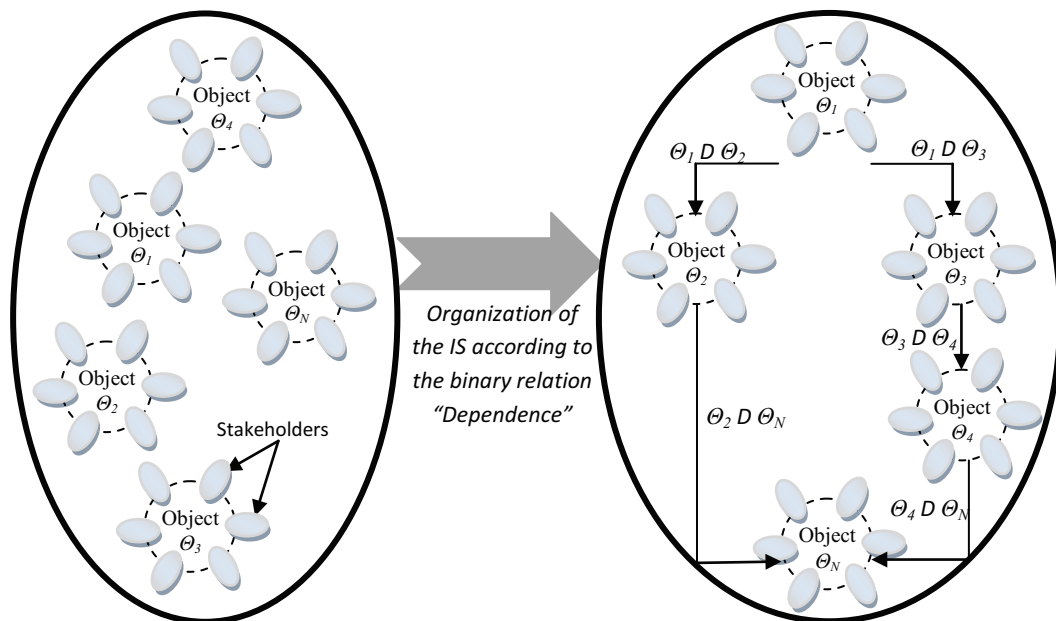 Object
Θ4
Object
Θ1
Object
ΘN
Object
Θ2
Stakeholders
Object
Θ3
Organization of
the IS according to
the binary relation
“Dependence”
Object
Θ1
Θ1 D Θ2
Θ1 D Θ3
Object
Θ2
Object
Θ3
Θ3 D Θ4
Object
Θ4
Θ2 D ΘN
Θ4 D ΘN
Object
ΘN